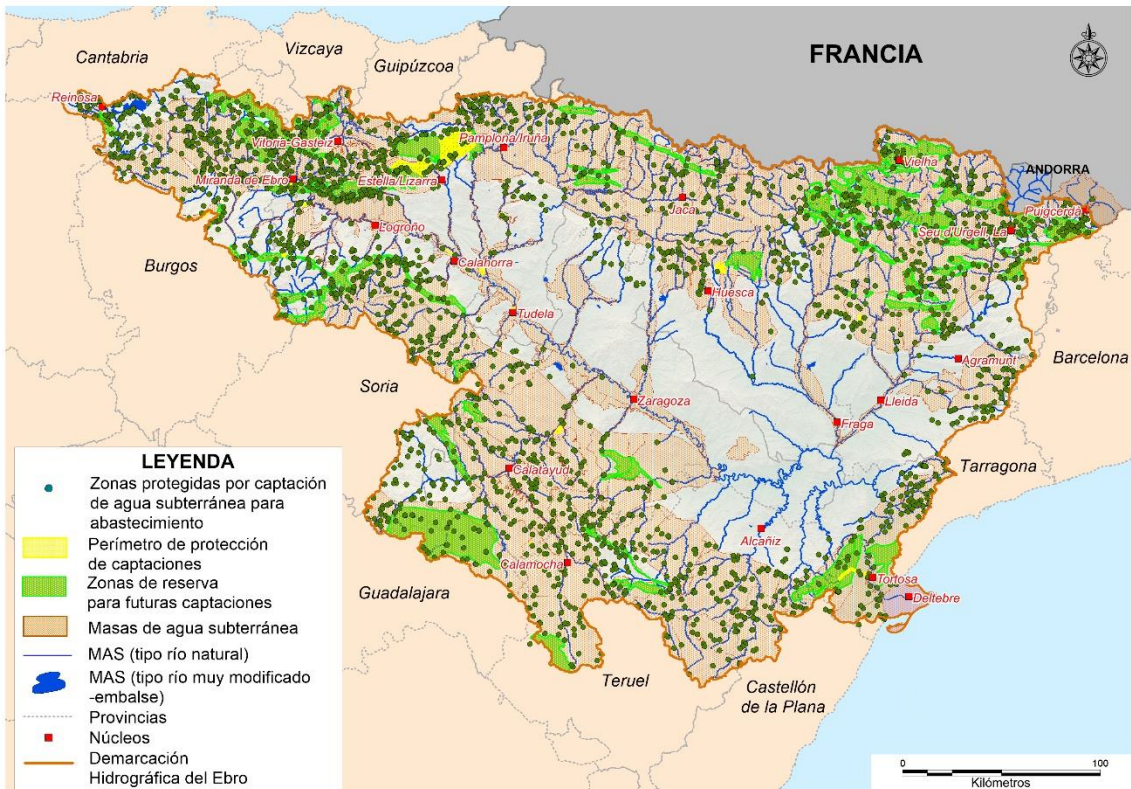 Cantabria
Vizcaya
Guipúzcoa
FRANCIA
Reinosa
Vitoria-Gasteiz
Pamplona/Iruña
Vielha
ANDORRA
Miranda de Ebro
Estella/Lizarra
Jaca
Puigcerdá
Seu d'Urgell, La
Logroño
Burgos
Calahorra
Huesca
Tudela
Agramunt
Barcelona
Soria
Zaragoza
Lleida
Fraga
Calatayud
Tarragona
Alcañiz
Calamocha
Tortosa
Deltebre
Guadalajara
Teruel
Castellón
de la Plana
LEYENDA
Zonas protegidas por captación
de agua subterránea para
abastecimiento
Perímetro de protección
de captaciones
Zonas de reserva
para futuras captaciones
Masas de agua subterránea
MAS (tipo río natural)
MAS (tipo río muy modificado
-embalse)
Provincias
Núcleos
Demarcación
Hidrográfica del Ebro
0 100
Kilómetros